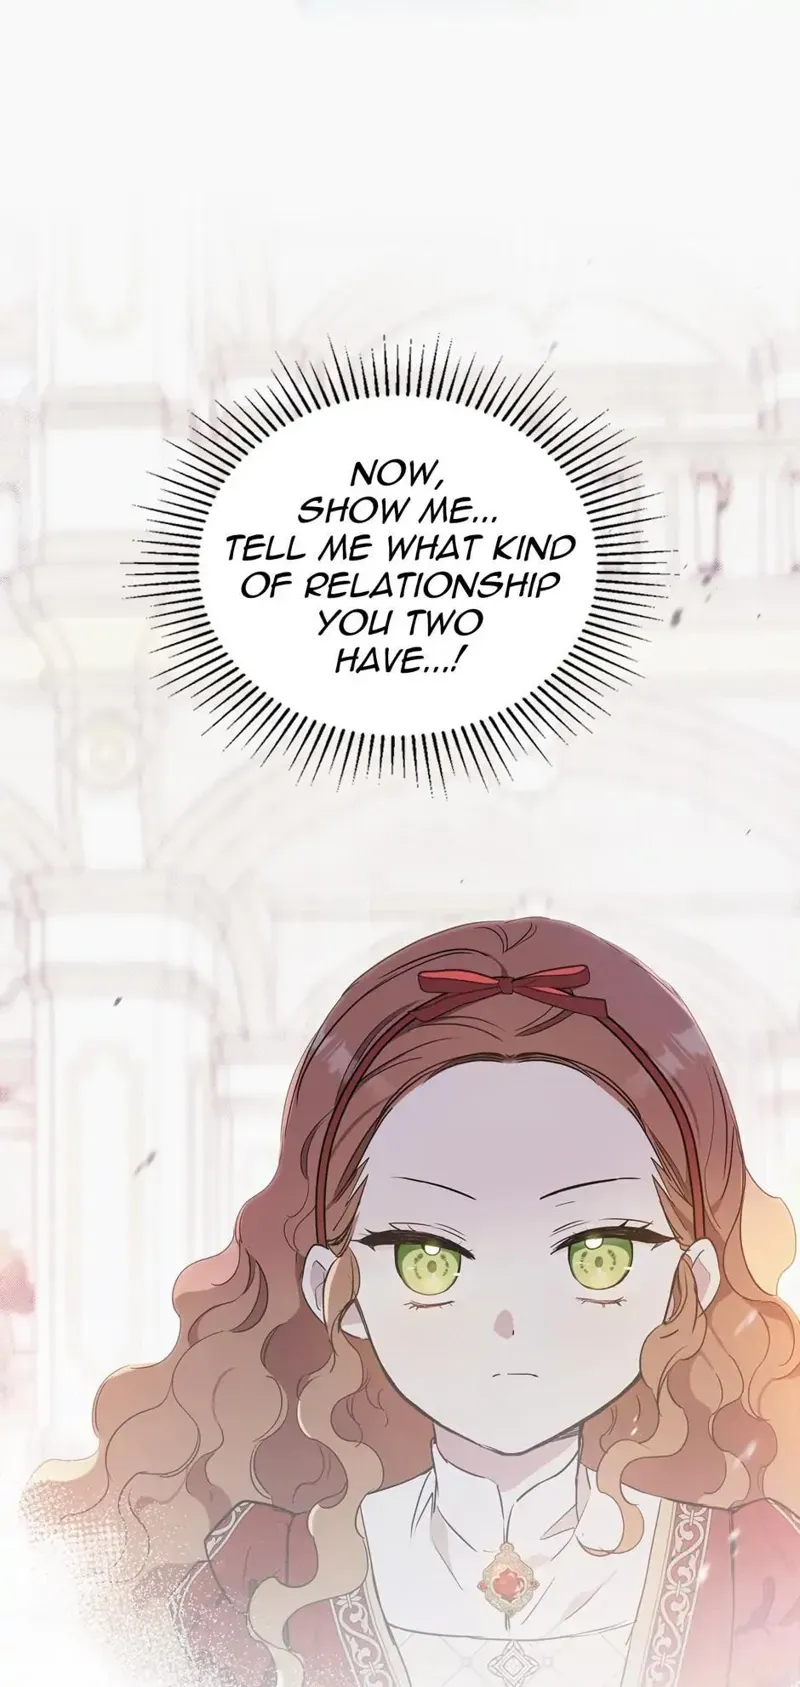 NOW,
SHOW ME...
TELL ME WHAT KIND
OF RELATIONSHIP
YOU TWO
HAVE...!